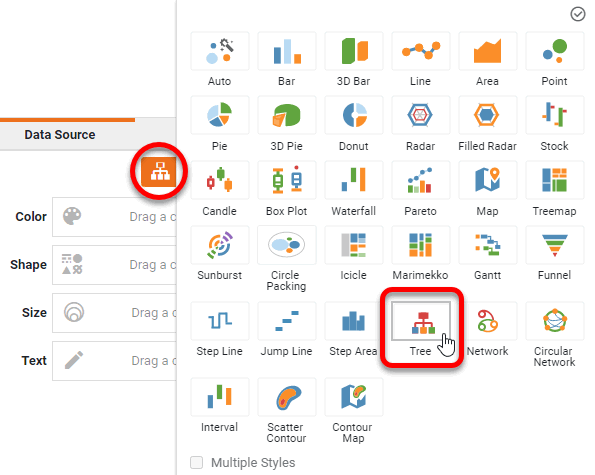 Auto Bar 3D Bar Line Area Point
Data Source
Pie 3D Pie Donut Radar Filled Radar Stock
Candle Box Plot Waterfall Pareto Map Treemap
Color Drag a c
Sunburst Circle Packing Icicle Marimekko Gantt Funnel
Shape Drag a c
Size Drag a c
Step Line Jump Line Step Area Tree Network Circular Network
Text Drag a c
Interval Scatter Contour Contour Map
Multiple Styles